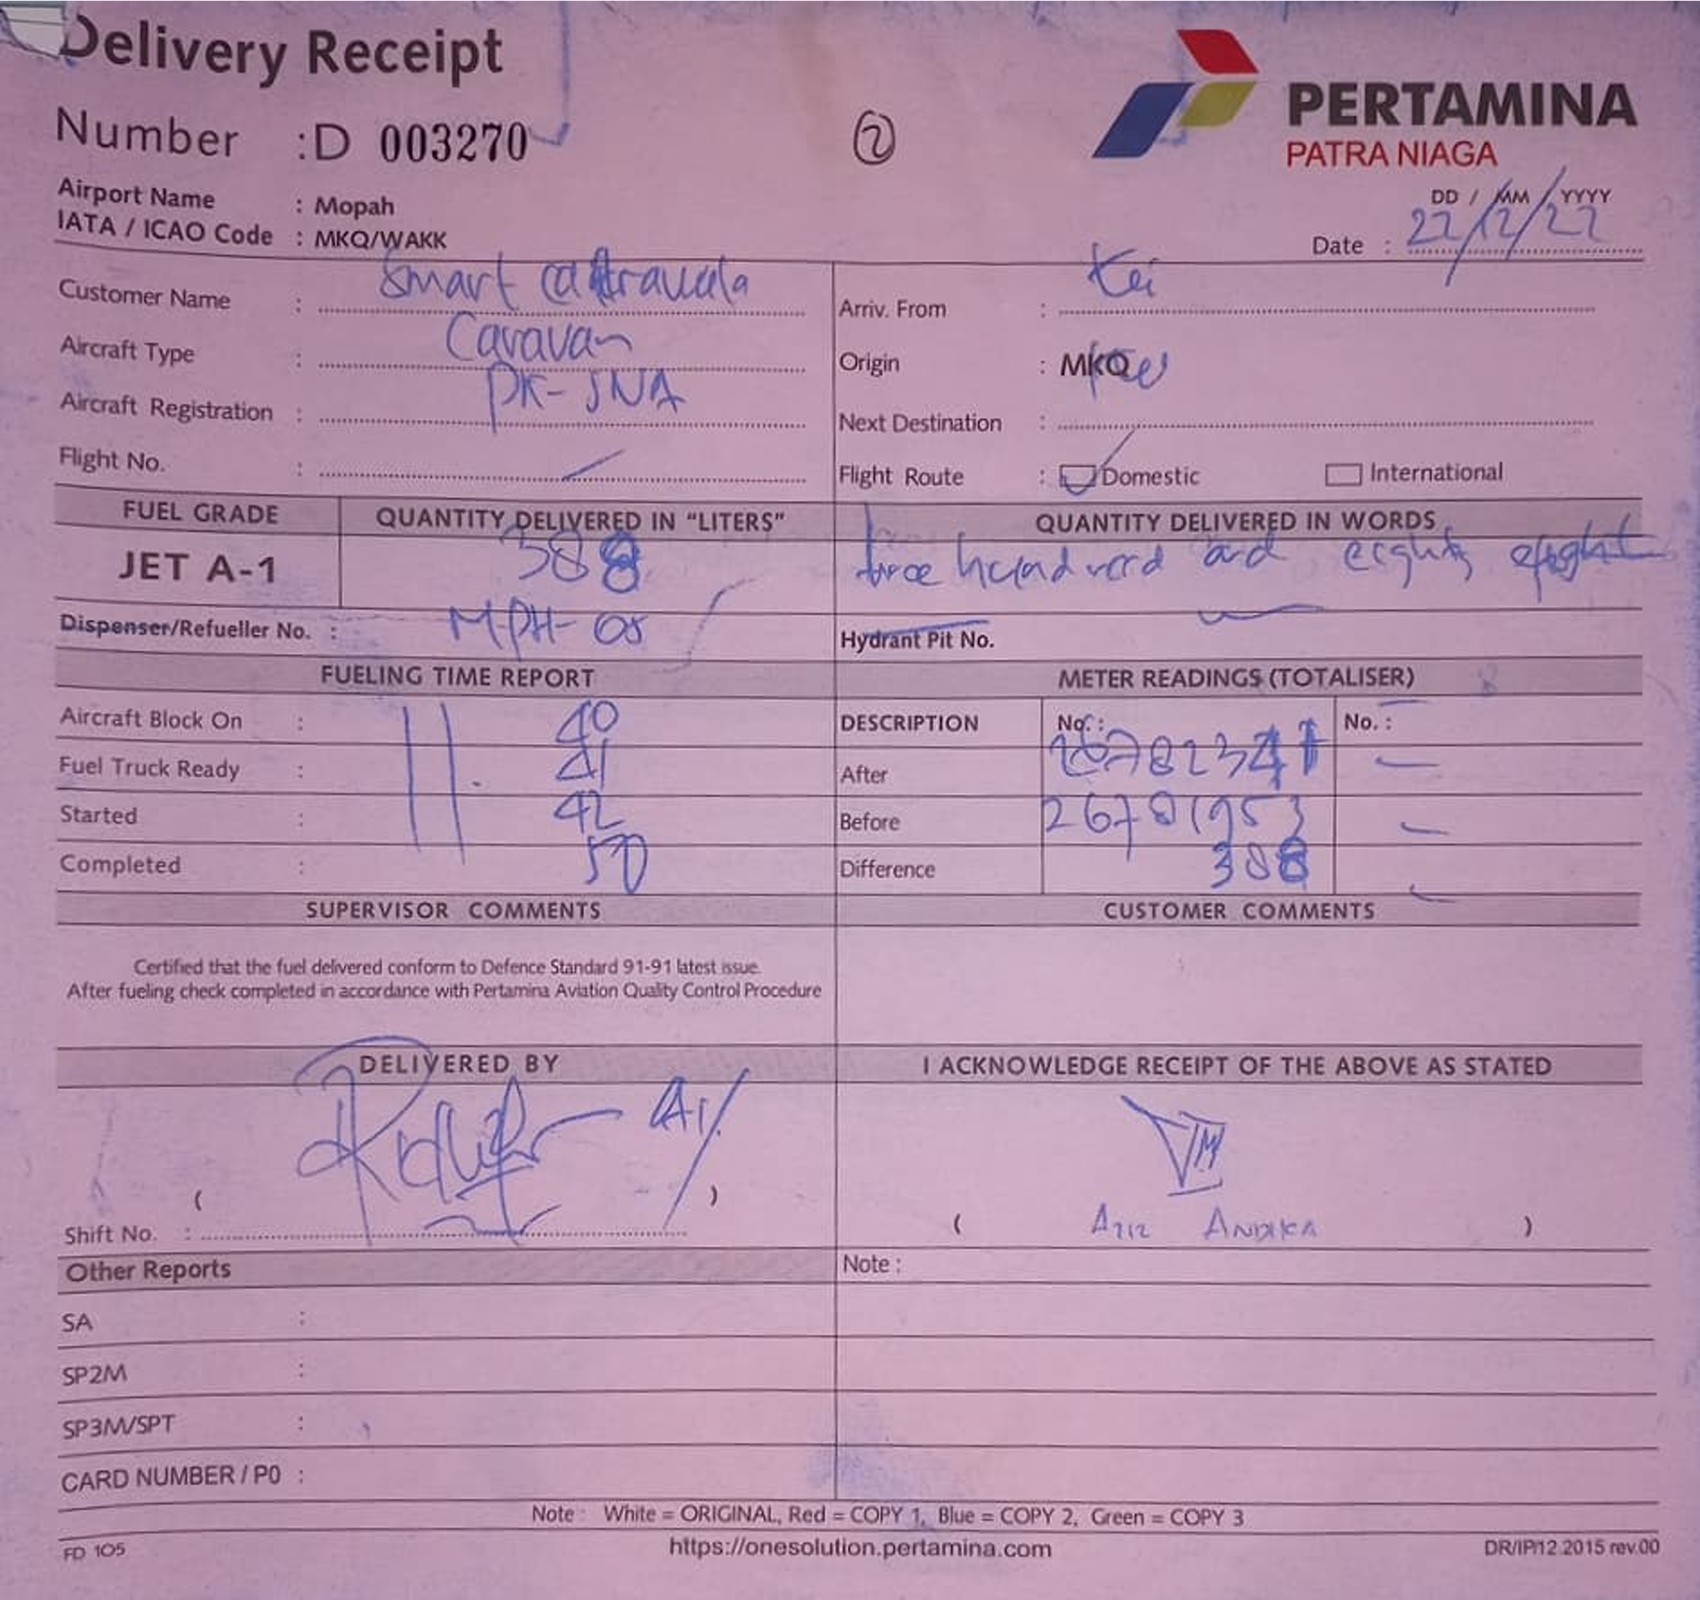 Delivery Receipt
Number : D 003270
2
PERTAMINA
PATRA NIAGA
Airport Name : Mopah
IATA / ICAO Code : MKQ/WAKK
DD / MM / YYYY
Date : 22/12/22
Customer Name : Smart
Aircraft Type : Caravan
Aircraft Registration : PK-SNA
Flight No. :
Arriv. From : Kei
Origin : MKQ
Next Destination :
Flight Route : Domestic International
FUEL GRADE QUANTITY DELIVERED IN "LITERS" QUANTITY DELIVERED IN WORDS
JET A-1 388 and eighty eight
Dispenser/Refueller No. : MPH-05 Hydrant Pit No.
FUELING TIME REPORT METER READINGS (TOTALISER)
Aircraft Block On : 11. 40
Fuel Truck Ready : 41
Started : 42
Completed : 50
DESCRIPTION No. : No. :
After
Before 26781953
Difference 388
SUPERVISOR COMMENTS CUSTOMER COMMENTS
Certified that the fuel delivered conform to Defence Standard 91-91 latest issue.
After fueling check completed in accordance with Pertamina Aviation Quality Control Procedure
DELIVERED BY I ACKNOWLEDGE RECEIPT OF THE ABOVE AS STATED
( )
Shift No. :
( Aziz Andika )
Other Reports Note :
SA :
SP2M :
SP3M/SPT :
CARD NUMBER / P0 :
Note : White = ORIGINAL, Red = COPY 1, Blue = COPY 2, Green = COPY 3
FD 105 https://onesolution.pertamina.com DR/IP/12.2015 rev.00